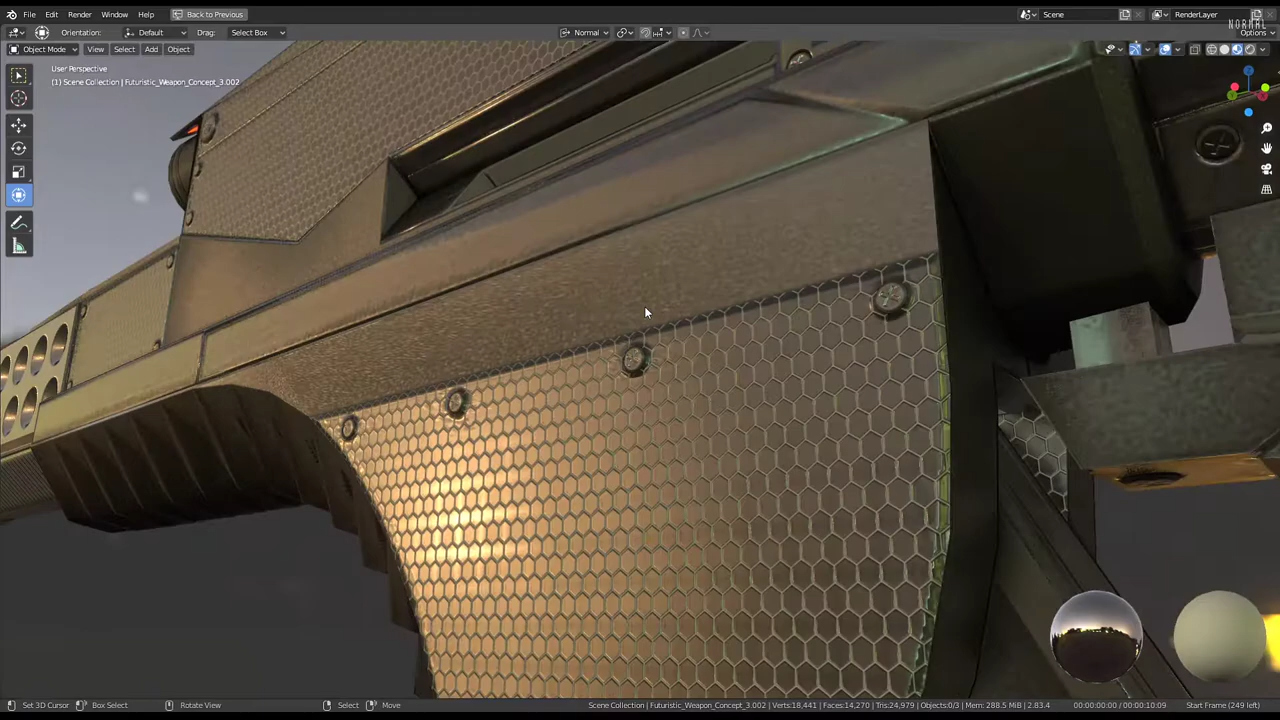 File Edit Render Window Help Back to Previous Scene RenderLayer
NORMAL
Orientation: Default Drag: Select Box Normal Options
Object Mode View Select Add Object
User Perspective
(1) Scene Collection | Futuristic_Weapon_Concept_3.002
Set 3D Cursor Box Select Rotate View Select Move Scene Collection | Futuristic_Weapon_Concept_3.002 Verts:18,441 Faces:14,270 Tris:24,979 Objects:0/3 Mem: 288.5 MiB 2.83.4 00:00:00:00 / 00:00:10:09 Start Frame (249 left)